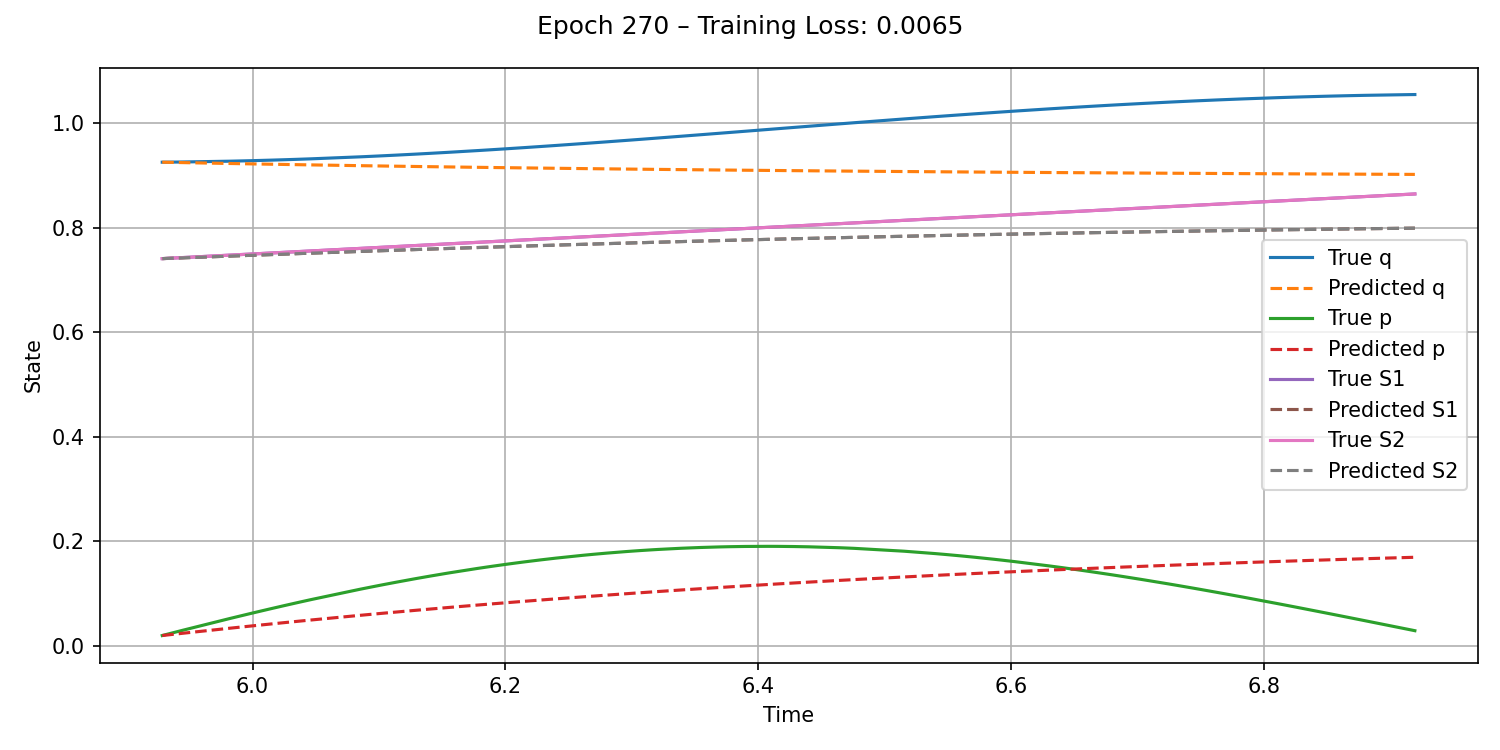 Epoch 270 – Training Loss: 0.0065
1.0
0.8
0.6
0.4
0.2
0.0
State
True q
Predicted q
True p
Predicted p
True S1
Predicted S1
True S2
Predicted S2
6.0 6.2 6.4 6.6 6.8
Time